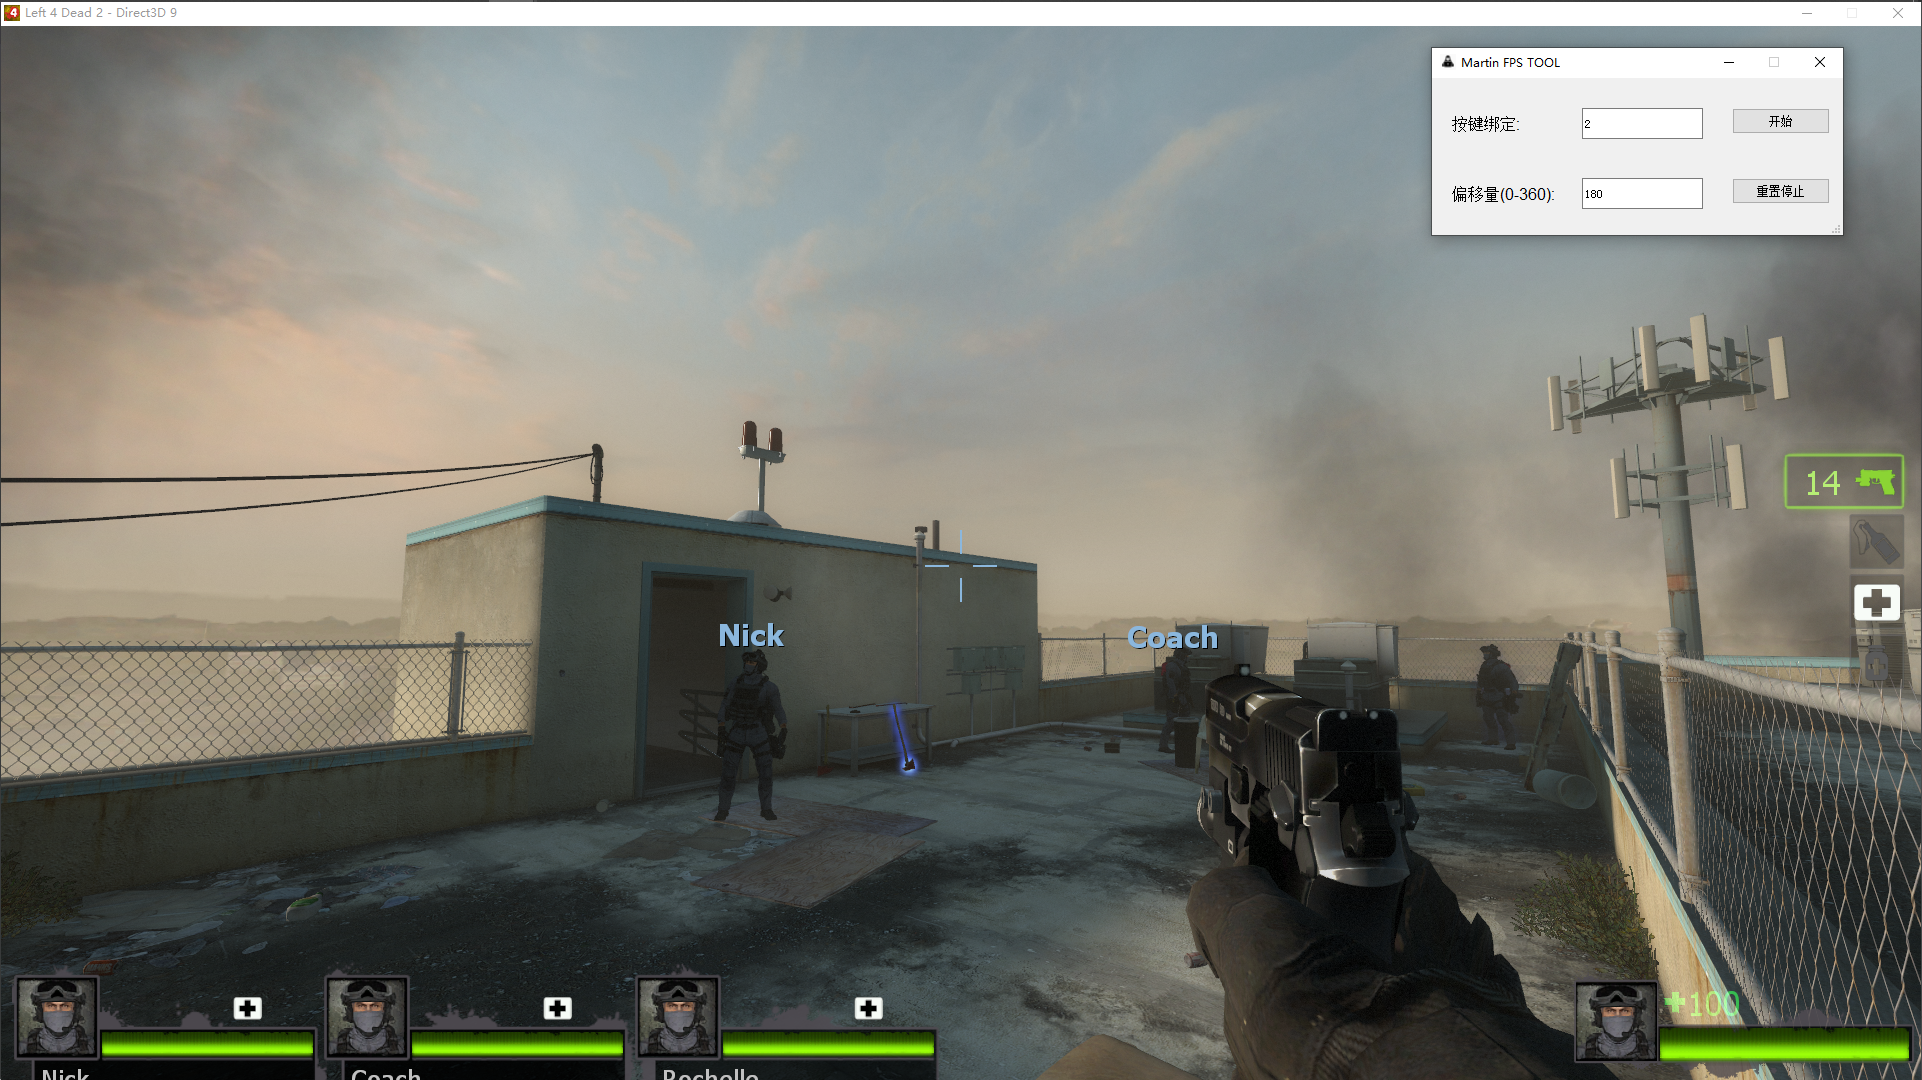 Left 4 Dead 2 - Direct3D 9
Martin FPS TOOL
按键绑定:
2
开始
偏移量(0-360):
180
重置停止
14
Nick
Coach
+100
Nick
Coach
Rochelle